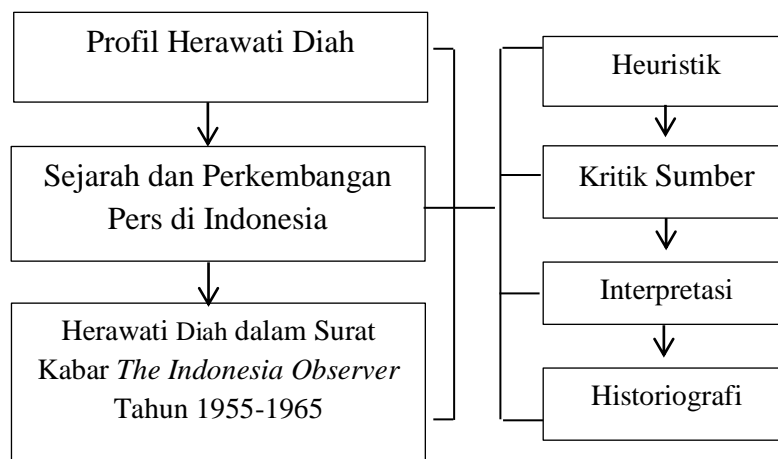 Profil Herawati Diah
Sejarah dan Perkembangan
Pers di Indonesia
Herawati Diah dalam Surat
Kabar The Indonesia Observer
Tahun 1955-1965
Heuristik
Kritik Sumber
Interpretasi
Historiografi